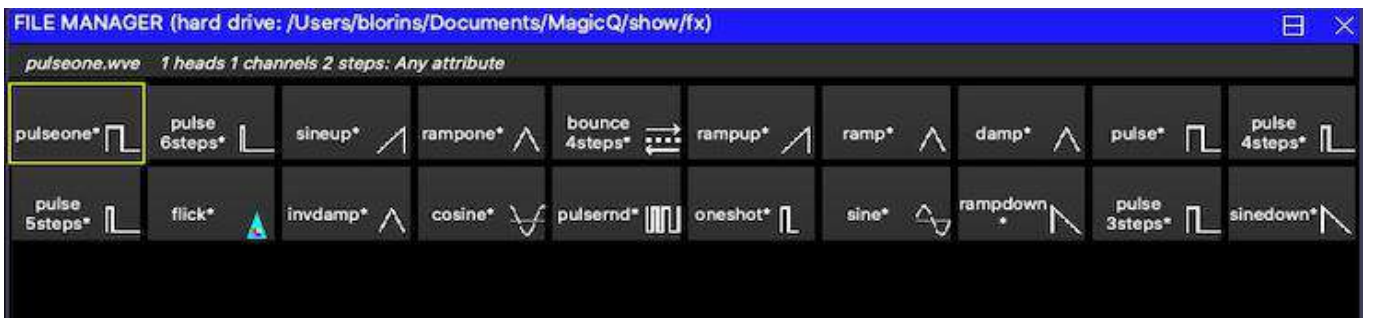 FILE MANAGER (hard drive: /Users/blorins/Documents/MagicQ/show/fx)
pulseone.wve 1 heads 1 channels 2 steps: Any attribute
pulseone*
pulse
6steps*
sineup*
rampone*
bounce
4steps*
rampup*
ramp*
damp*
pulse*
pulse
4steps*
pulse
5steps*
flick*
invdamp*
cosine*
pulsernd*
oneshot*
sine*
rampdown
*
pulse
3steps*
sinedown*